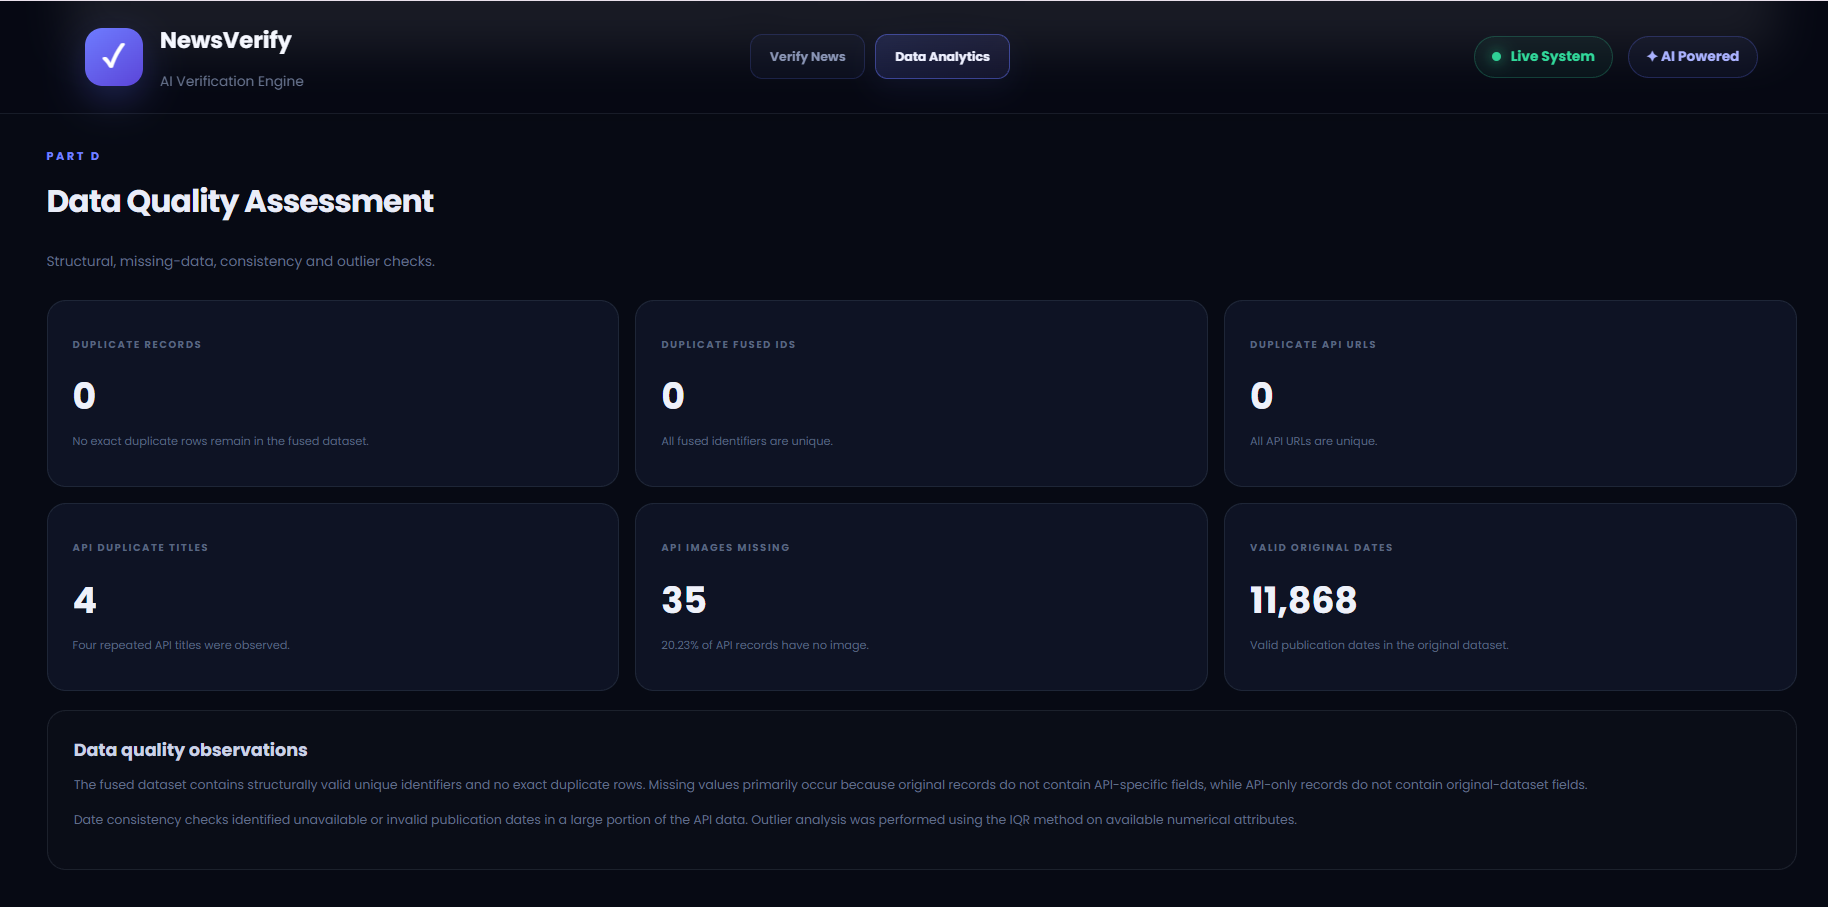 NewsVerify
AI Verification Engine
Verify News
Data Analytics
Live System
✦ AI Powered
PART D
Data Quality Assessment
Structural, missing-data, consistency and outlier checks.
DUPLICATE RECORDS
0
No exact duplicate rows remain in the fused dataset.
DUPLICATE FUSED IDS
0
All fused identifiers are unique.
DUPLICATE API URLS
0
All API URLs are unique.
API DUPLICATE TITLES
4
Four repeated API titles were observed.
API IMAGES MISSING
35
20.23% of API records have no image.
VALID ORIGINAL DATES
11,868
Valid publication dates in the original dataset.
Data quality observations
The fused dataset contains structurally valid unique identifiers and no exact duplicate rows. Missing values primarily occur because original records do not contain API-specific fields, while API-only records do not contain original-dataset fields.
Date consistency checks identified unavailable or invalid publication dates in a large portion of the API data. Outlier analysis was performed using the IQR method on available numerical attributes.